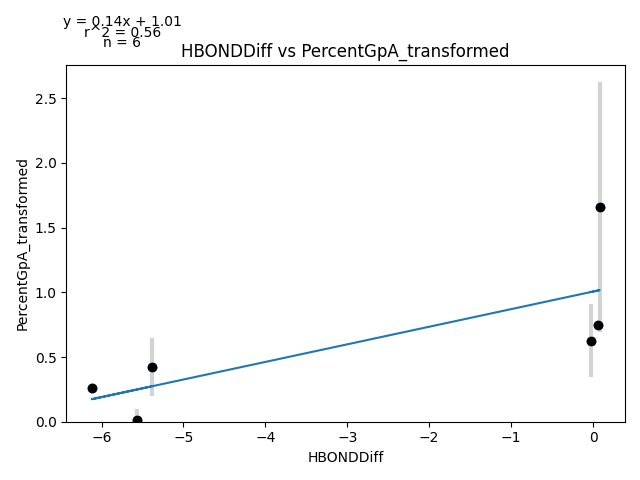 y = 0.14x + 1.01
r^2 = 0.56
n = 6
HBONDDiff vs PercentGpA_transformed
PercentGpA_transformed
2.5
2.0
1.5
1.0
0.5
0.0
−6 −5 −4 −3 −2 −1 0
HBONDDiff